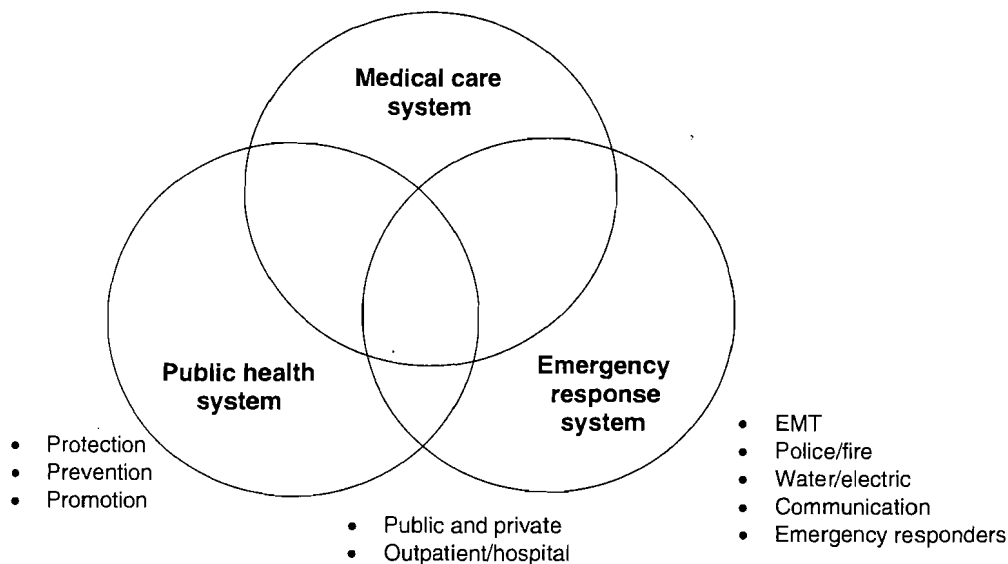 Medical care
system
Public health
system
Emergency
response
system
• Protection
• Prevention
• Promotion
• Public and private
• Outpatient/hospital
• EMT
• Police/fire
• Water/electric
• Communication
• Emergency responders